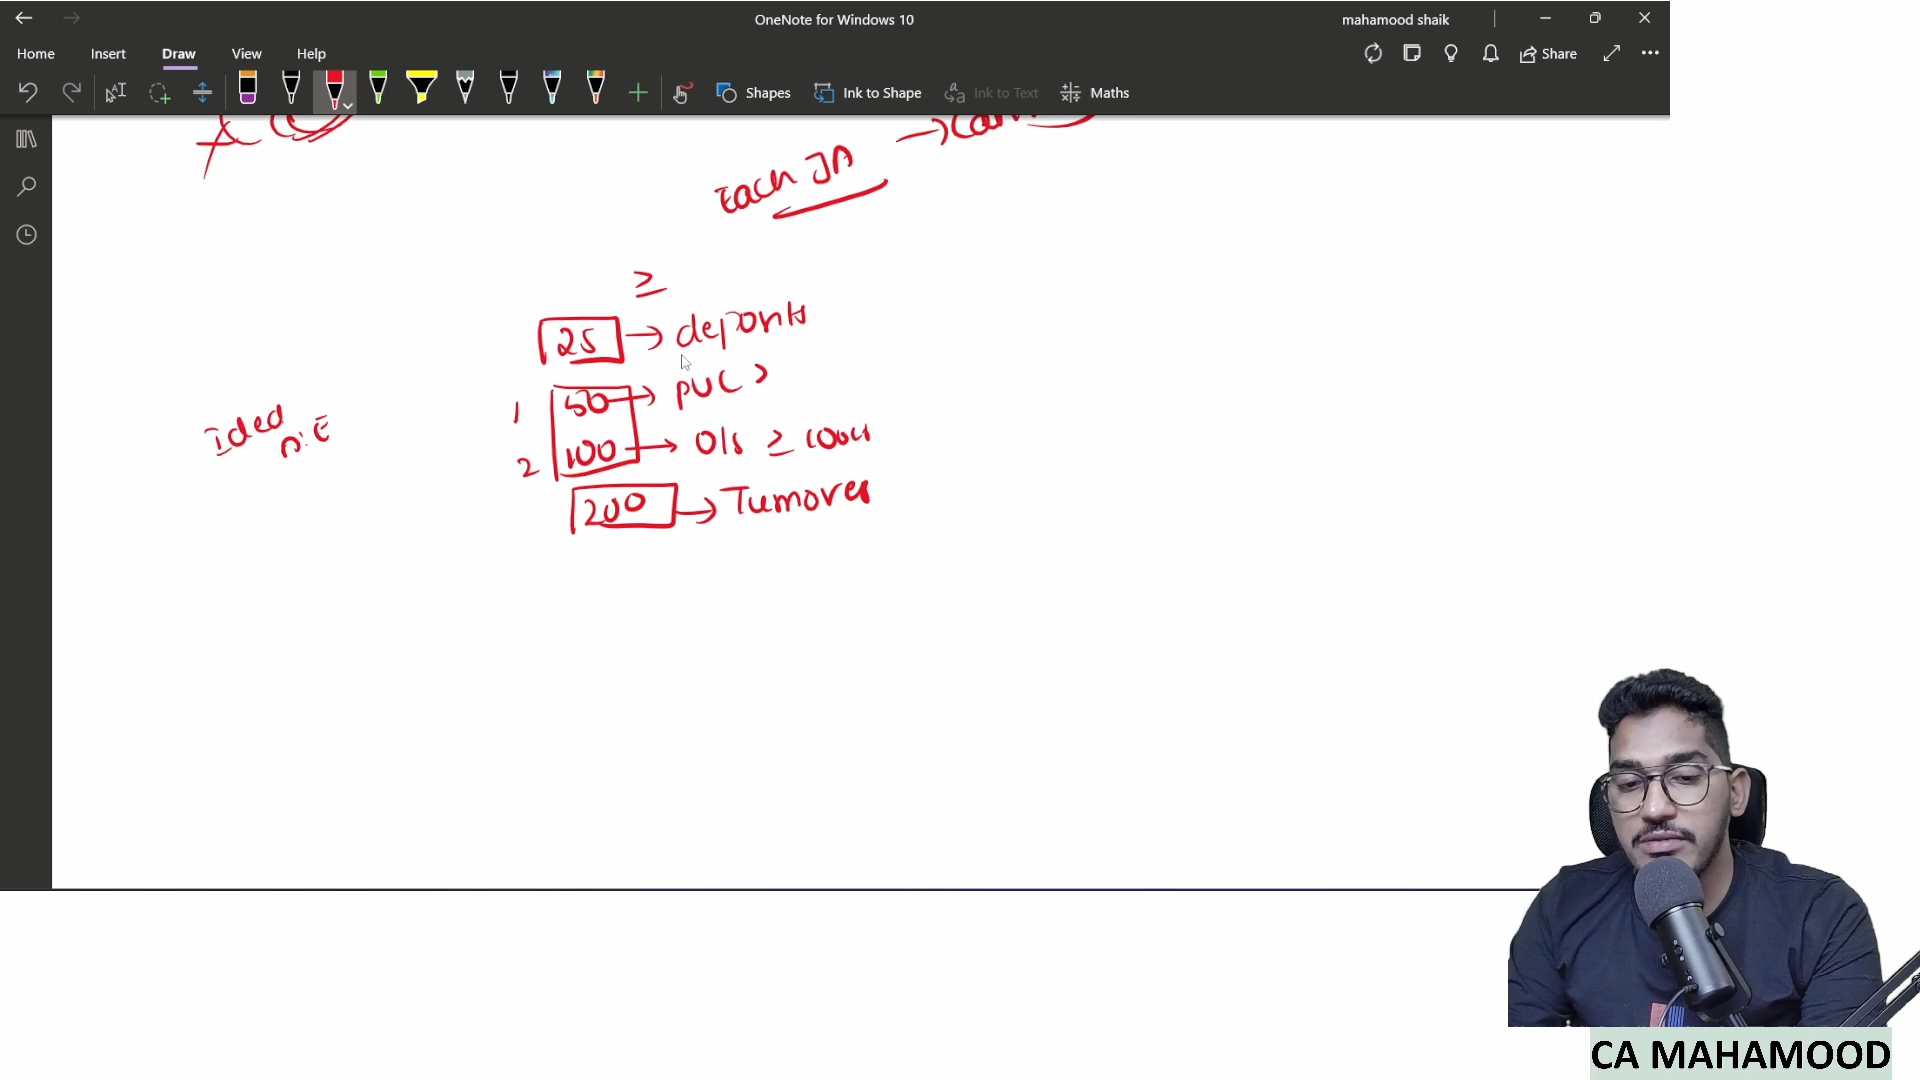 OneNote for Windows 10
mahamood shaik
Home Insert Draw View Help
Share
Shapes Ink to Shape Ink to Text Maths
Each JA →
≥
25 → deposits
1 50 → PUC >
2 100 → O/s ≥ 100cr
200 → Turnover
CA MAHAMOOD